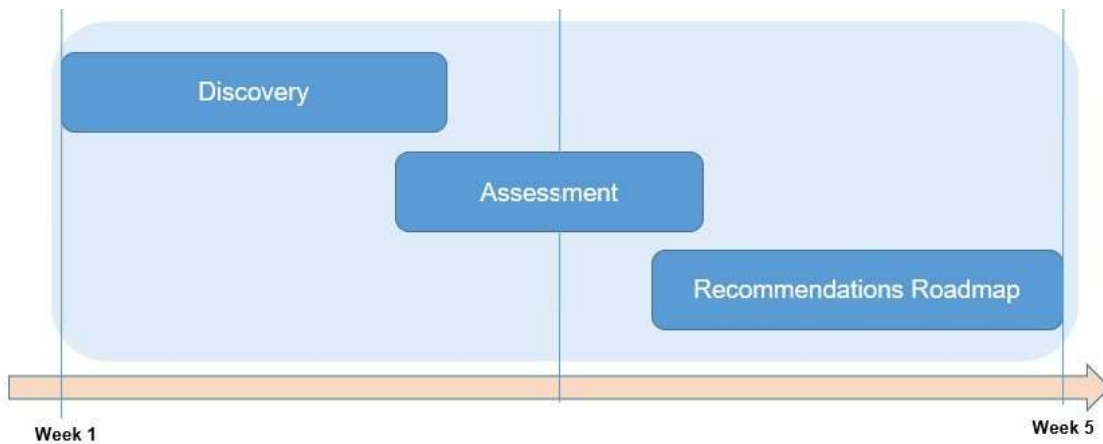 Discovery
Assessment
Recommendations Roadmap
Week 1
Week 5